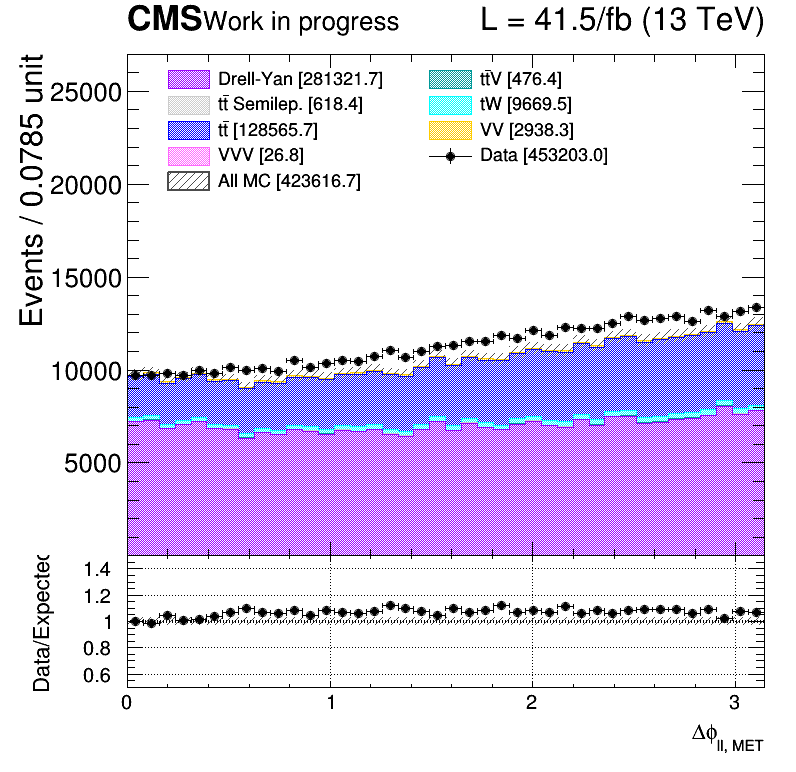 CMS Work in progress L = 41.5/fb (13 TeV)
Events / 0.0785 unit
25000
20000
15000
10000
5000
Drell-Yan [281321.7]
tt̄ Semilep. [618.4]
tt̄ [128565.7]
VVV [26.8]
All MC [423616.7]
tt̄V [476.4]
tW [9669.5]
VV [2938.3]
Data [453203.0]
Data/Expected
1.4
1.2
1
0.8
0.6
0 1 2 3
Δϕll, MET